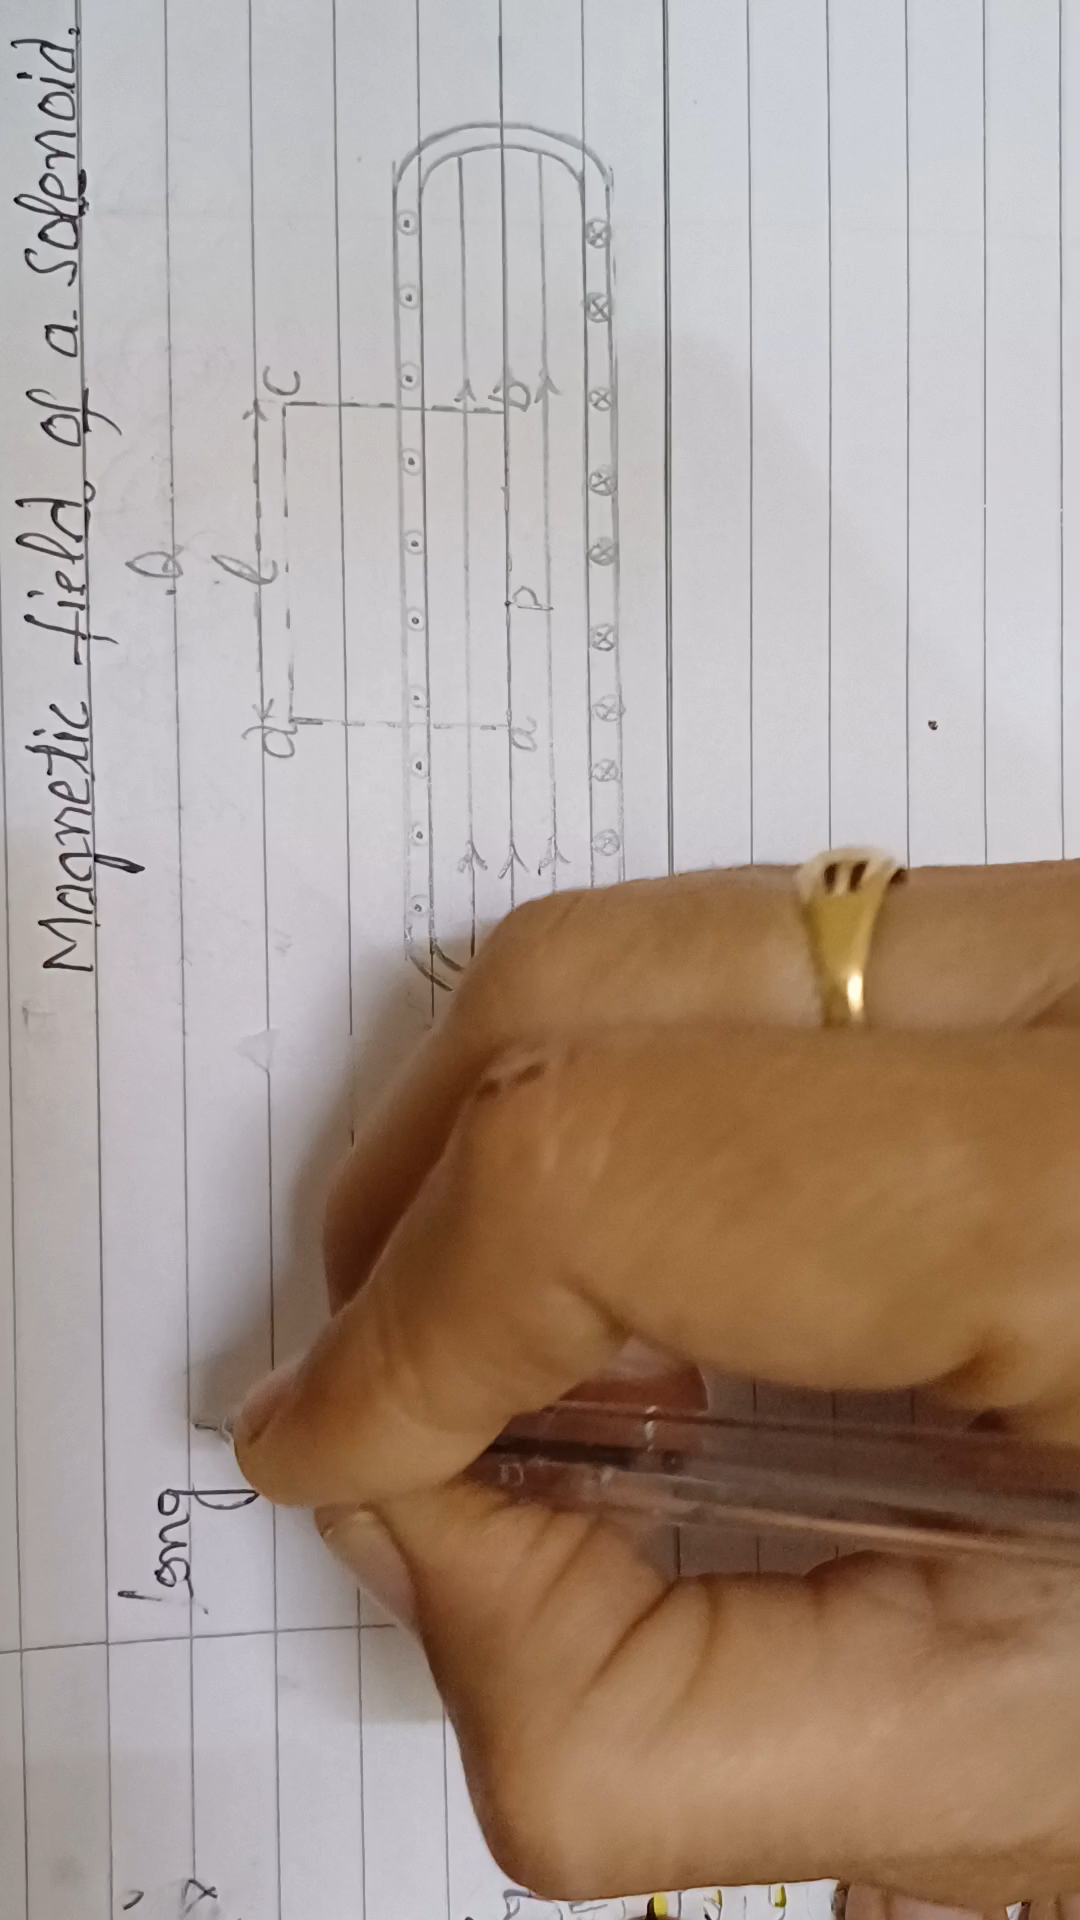 Magnetic field of a Solenoid.
long
Q
l
d c
a P b